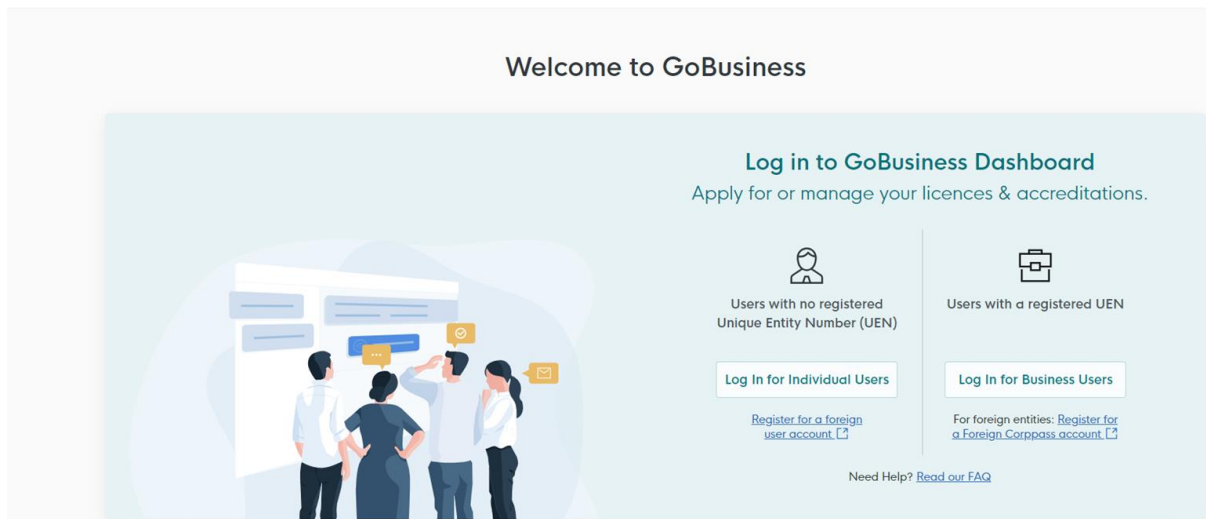 Welcome to GoBusiness
Log in to GoBusiness Dashboard
Apply for or manage your licences & accreditations.
Users with no registered
Unique Entity Number (UEN)
Log In for Individual Users
Register for a foreign
user account
Users with a registered UEN
Log In for Business Users
For foreign entities: Register for
a Foreign Corppass account
Need Help? Read our FAQ